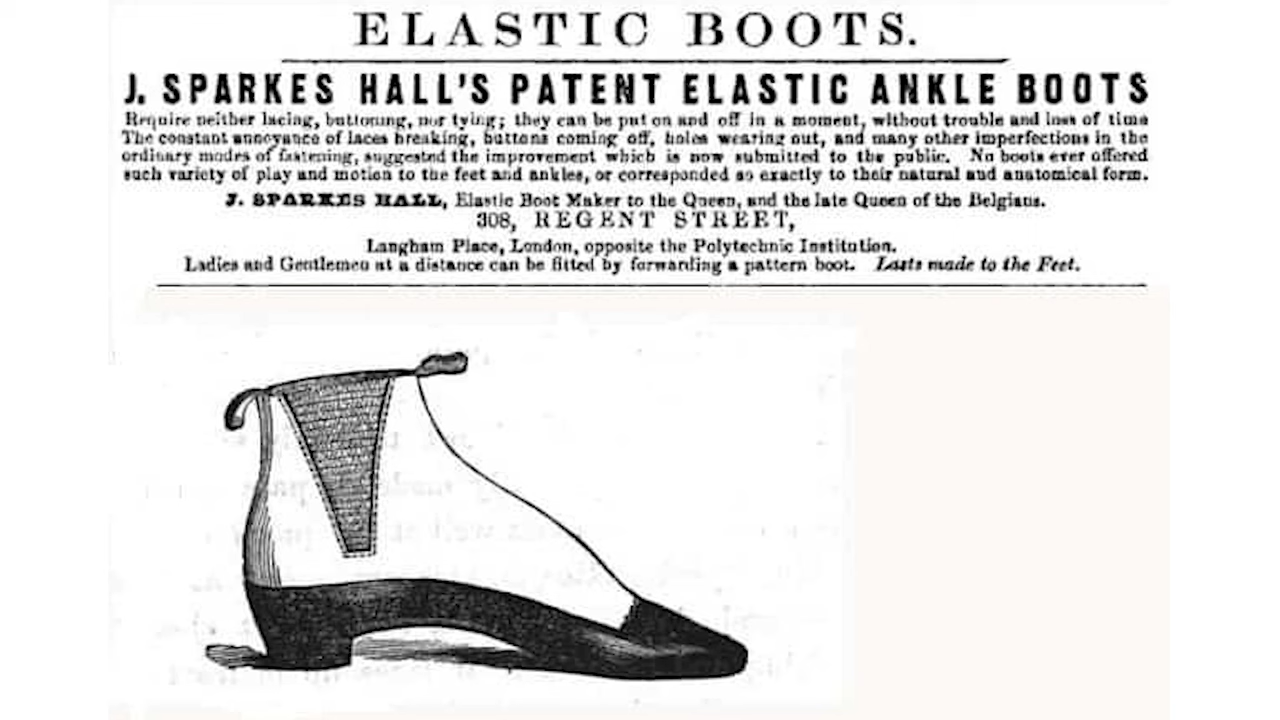 ELASTIC BOOTS.
J. SPARKES HALL'S PATENT ELASTIC ANKLE BOOTS
Require neither lacing, buttoning, nor tying; they can be put on and off in a moment, without trouble and loss of time
The constant annoyance of laces breaking, buttons coming off, holes wearing out, and many other imperfections in the
ordinary modes of fastening, suggested the improvement which is now submitted to the public. No boots ever offered
such variety of play and motion to the feet and ankles, or corresponded so exactly to their natural and anatomical form.
J. SPARKES HALL, Elastic Boot Maker to the Queen, and the late Queen of the Belgians.
308, REGENT STREET,
Langham Place, London, opposite the Polytechnic Institution.
Ladies and Gentlemen at a distance can be fitted by forwarding a pattern boot. Lasts made to the Feet.